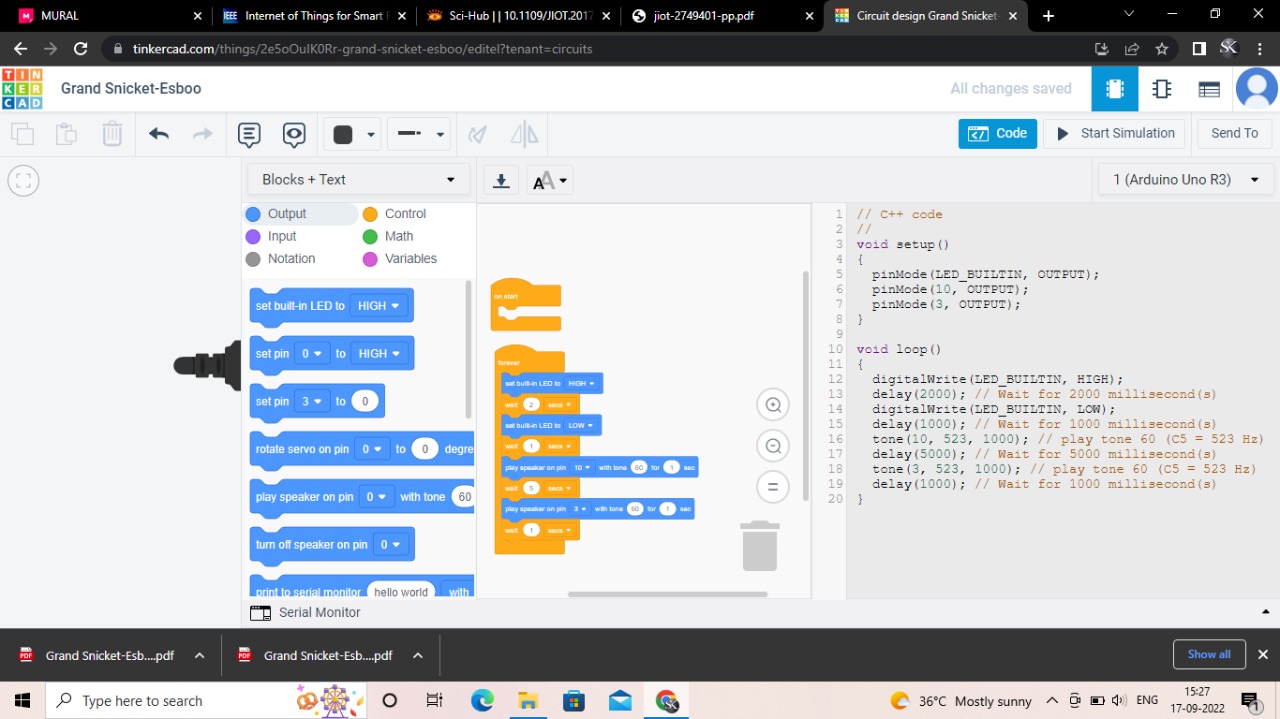 MURAL
IEEE Internet of Things for Smart
Sci-Hub | | 10.1109/JIOT.2017
jiot-2749401-pp.pdf
Circuit design Grand Snicket-
tinkercad.com/things/2e5oOulK0Rr-grand-snicket-esboo/editel?tenant=circuits
TIN
KER
CAD
Grand Snicket-Esboo
All changes saved
Code
Start Simulation
Send To
Blocks + Text
AA
1 (Arduino Uno R3)
Output
Control
Input
Math
Notation
Variables
set built-in LED to HIGH
set pin 0 to HIGH
set pin 3 to 0
rotate servo on pin 0 to 0 degre
play speaker on pin 0 with tone 60
turn off speaker on pin 0
print to serial monitor hello world with
on start
forever
set built-in LED to HIGH
wait 2 secs
set built-in LED to LOW
wait 1 secs
play speaker on pin 10 with tone 60 for 1 sec
wait 5 secs
play speaker on pin 3 with tone 60 for 1 sec
wait 1 secs
1 // C++ code
2 //
3 void setup()
4 {
5 pinMode(LED_BUILTIN, OUTPUT);
6 pinMode(10, OUTPUT);
7 pinMode(3, OUTPUT);
8 }
9
10 void loop()
11 {
12 digitalWrite(LED_BUILTIN, HIGH);
13 delay(2000); // Wait for 2000 millisecond(s)
14 digitalWrite(LED_BUILTIN, LOW);
15 delay(1000); // Wait for 1000 millisecond(s)
16 tone(10, 523, 1000); // play tone 60 (C5 = 523 Hz)
17 delay(5000); // Wait for 5000 millisecond(s)
18 tone(3, 523, 1000); // play tone 60 (C5 = 523 Hz)
19 delay(1000); // Wait for 1000 millisecond(s)
20 }
Serial Monitor
Grand Snicket-Esb....pdf
Grand Snicket-Esb....pdf
Show all
Type here to search
36°C Mostly sunny
ENG
15:27
17-09-2022
1